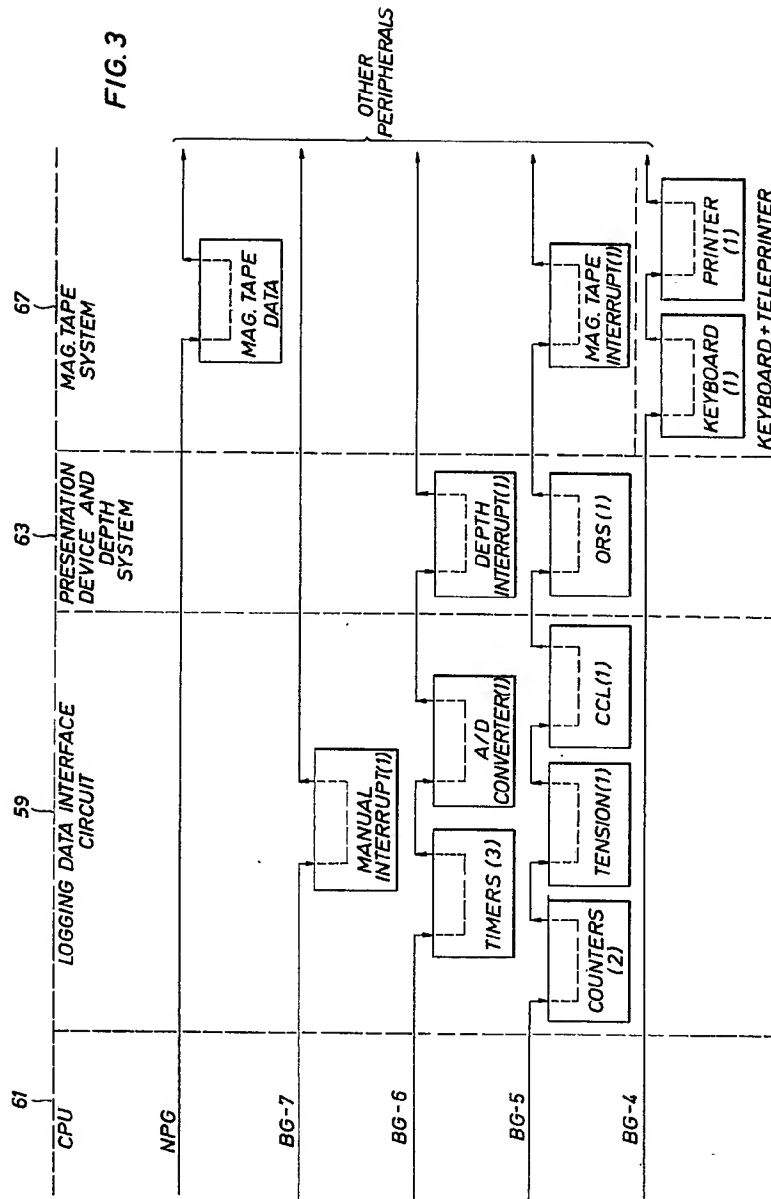 FIG. 3
61
CPU
59
LOGGING DATA INTERFACE
CIRCUIT
63
PRESENTATION
DEVICE AND
DEPTH
SYSTEM
67
MAG. TAPE
SYSTEM
NPG
MAG. TAPE
DATA
BG-7
MANUAL
INTERRUPT(1)
BG-6
TIMERS (3)
A/D
CONVERTER(1)
DEPTH
INTERRUPT(1)
BG-5
COUNTERS
(2)
TENSION(1)
CCL(1)
ORS(1)
MAG. TAPE
INTERRUPT(1)
BG-4
KEYBOARD
(1)
PRINTER
(1)
KEYBOARD + TELEPRINTER
OTHER
PERIPHERALS